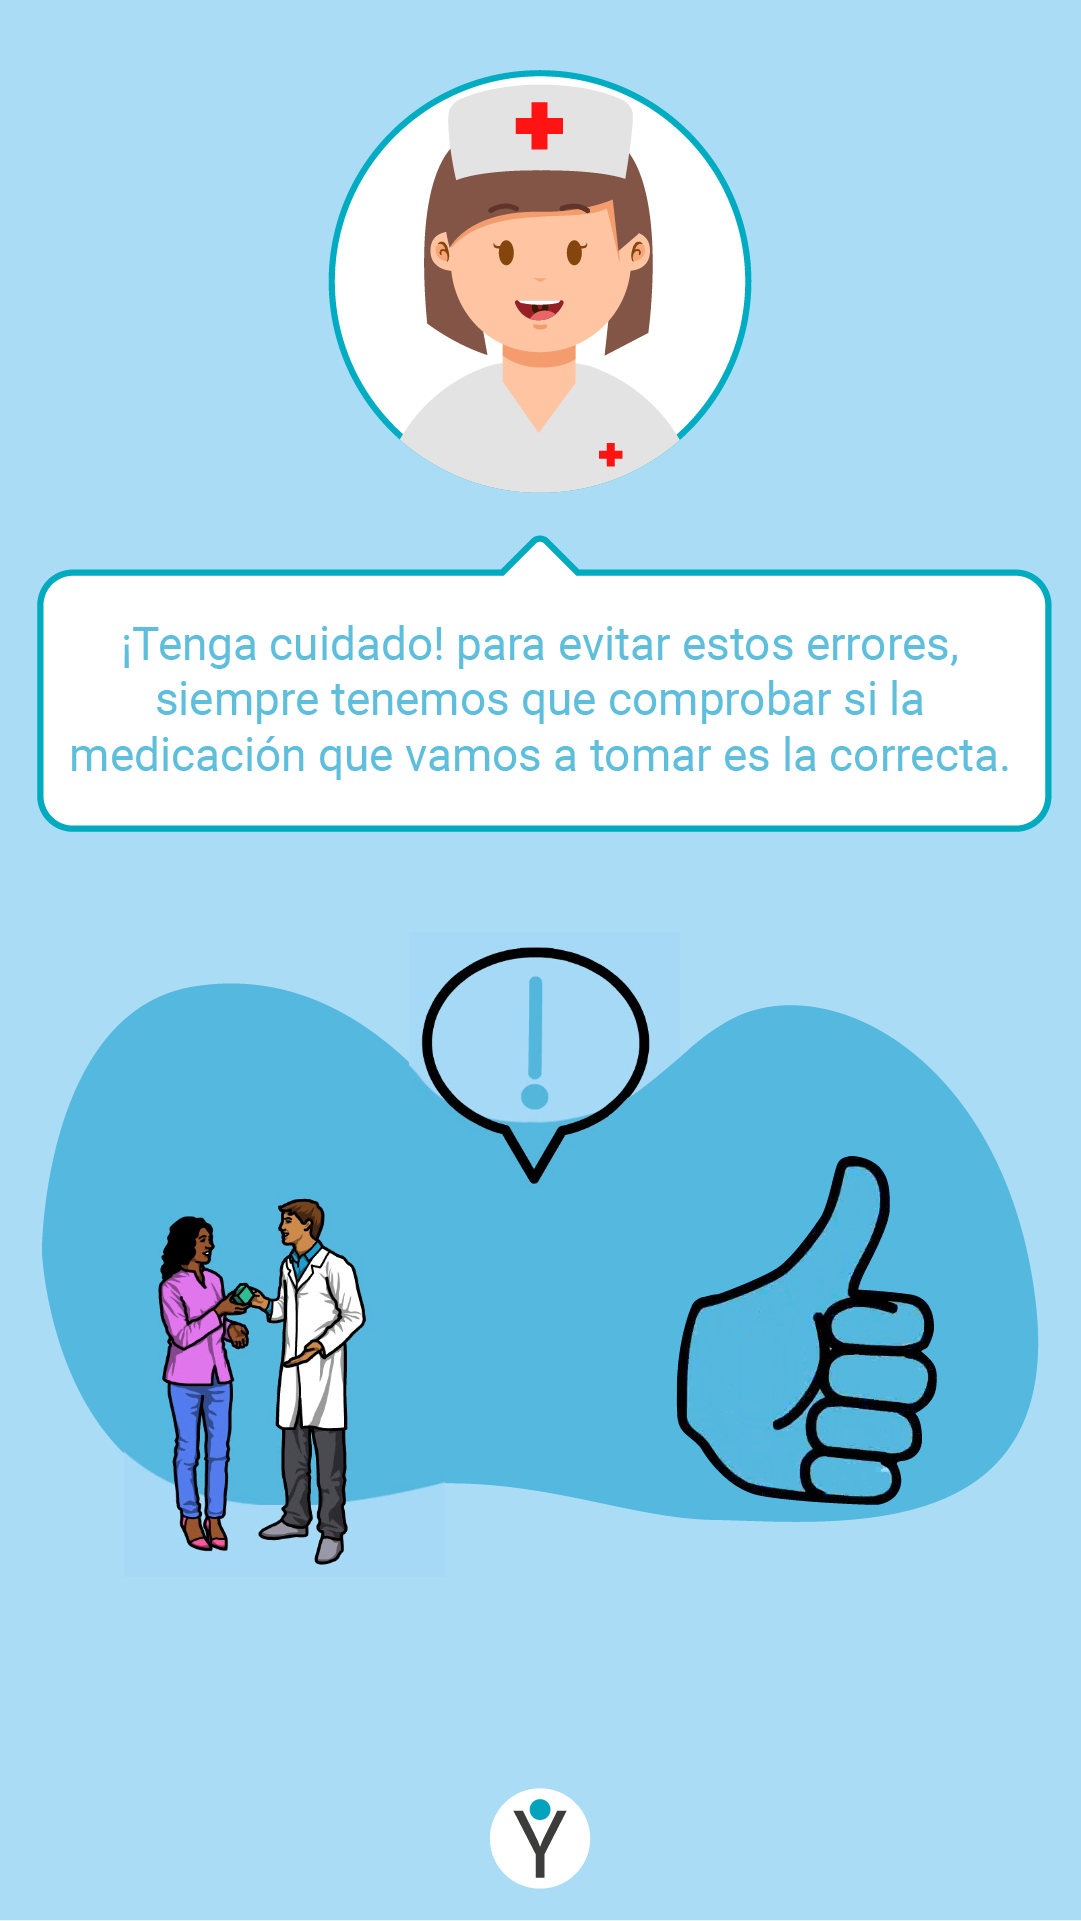 ¡Tenga cuidado! para evitar estos errores,
siempre tenemos que comprobar si la
medicación que vamos a tomar es la correcta.
!
Y